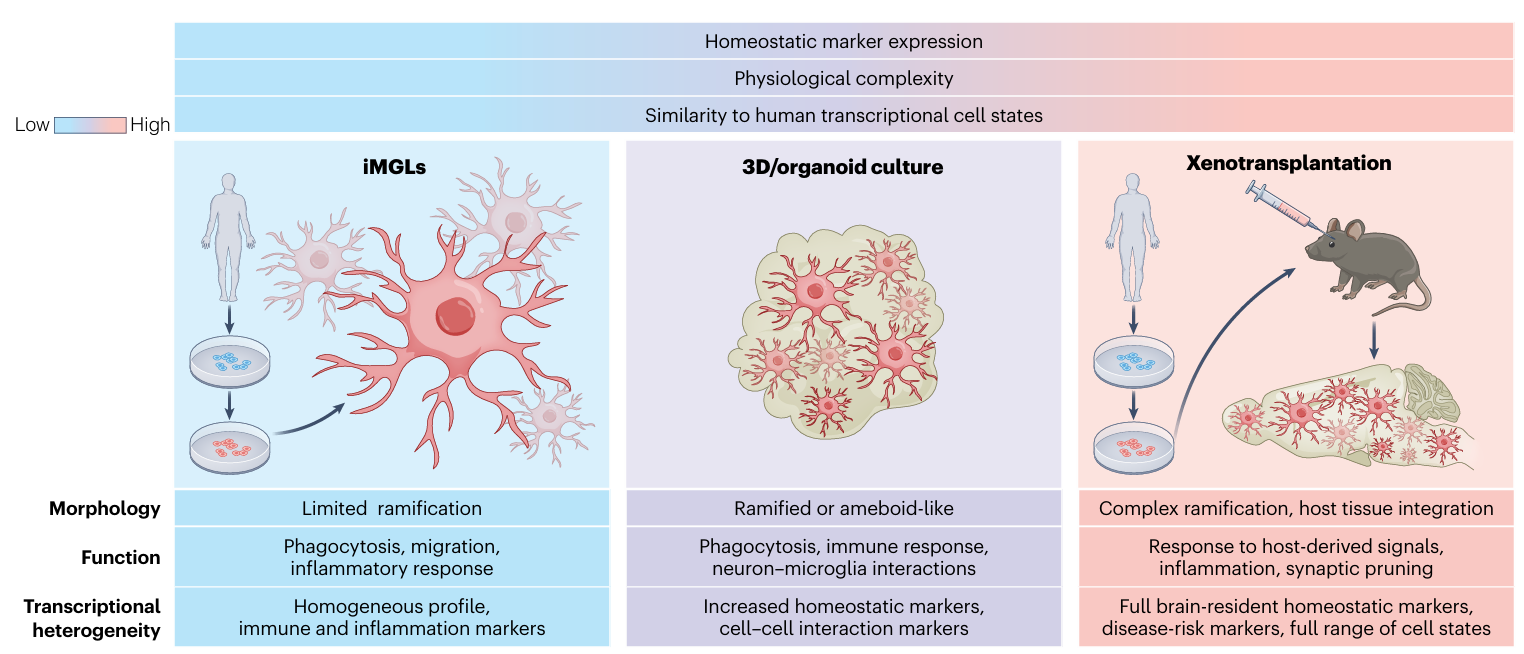 Homeostatic marker expression
Physiological complexity
Similarity to human transcriptional cell states
Low High
iMGLs
3D/organoid culture
Xenotransplantation
Morphology
Limited ramification
Ramified or ameboid-like
Complex ramification, host tissue integration
Function
Phagocytosis, migration,
inflammatory response
Phagocytosis, immune response,
neuron–microglia interactions
Response to host-derived signals,
inflammation, synaptic pruning
Transcriptional
heterogeneity
Homogeneous profile,
immune and inflammation markers
Increased homeostatic markers,
cell–cell interaction markers
Full brain-resident homeostatic markers,
disease-risk markers, full range of cell states